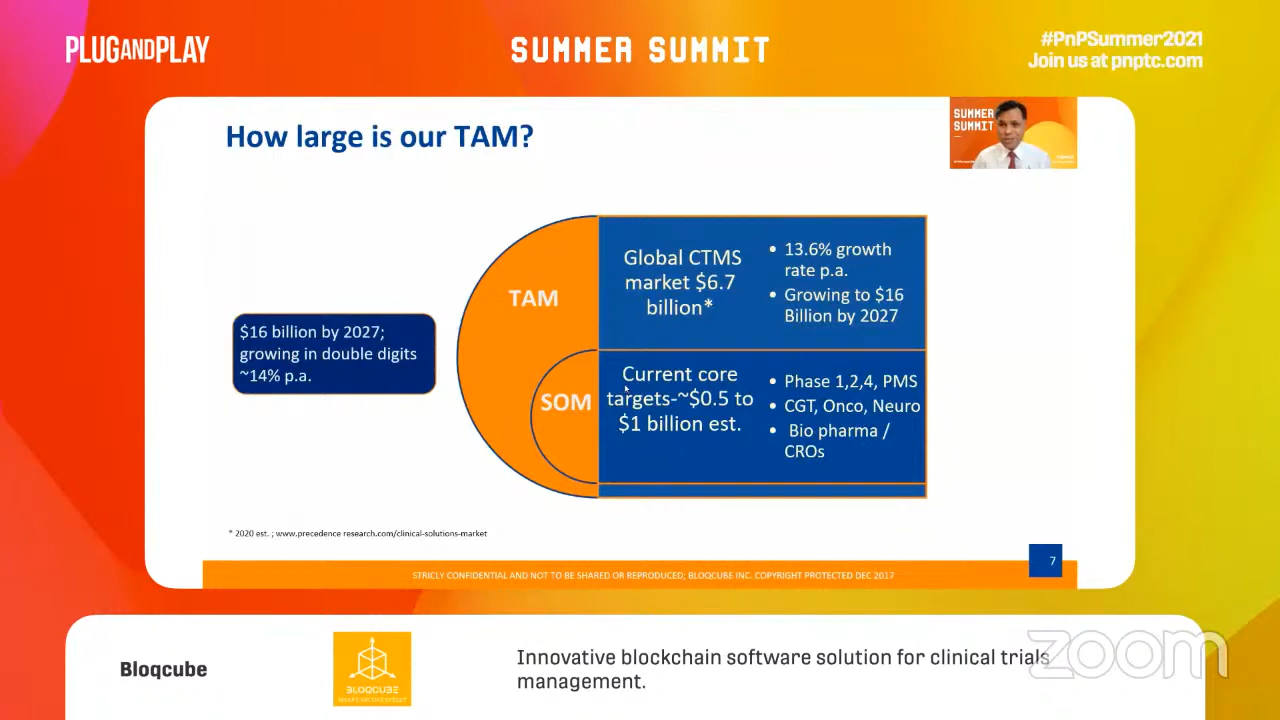 PLUGANDPLAY
SUMMER SUMMIT
#PnPSummer2021
Join us at pnptc.com
How large is our TAM?
SUMMER
SUMMIT
$16 billion by 2027;
growing in double digits
~14% p.a.
TAM
Global CTMS
market $6.7
billion*
• 13.6% growth
rate p.a.
• Growing to $16
Billion by 2027
SOM
Current core
targets-~$0.5 to
$1 billion est.
• Phase 1,2,4, PMS
• CGT, Onco, Neuro
• Bio pharma /
CROs
* 2020 est. ; www.precedence research.com/clinical-solutions-market
7
STRICLY CONFIDENTIAL AND NOT TO BE SHARED OR REPRODUCED; BLOQCUBE INC. COPYRIGHT PROTECTED DEC 2017
Bloqcube
BLOQCUBE
Innovative blockchain software solution for clinical trials
management.
zoom